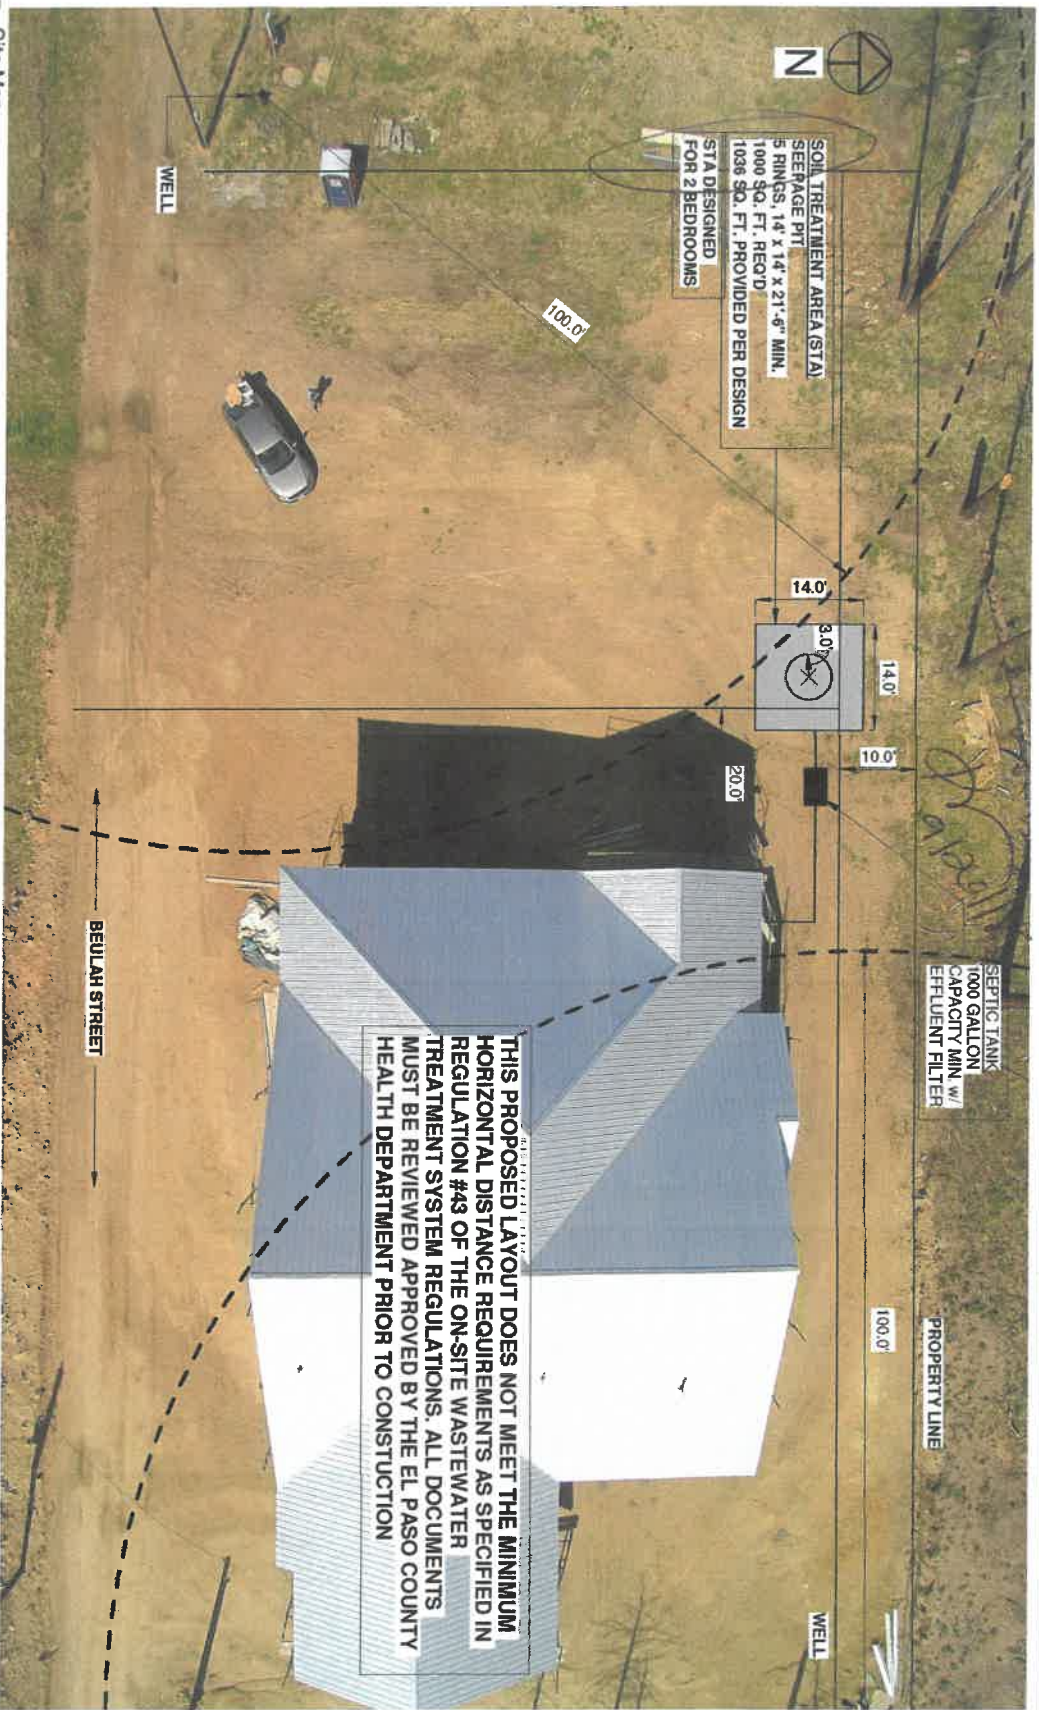 N
SOIL TREATMENT AREA (STA)
SEEPAGE PIT
5 RINGS, 14' x 14' x 21'-6" MIN.
1000 SQ. FT. REQ'D
1036 SQ. FT. PROVIDED PER DESIGN
STA DESIGNED
FOR 2 BEDROOMS
WELL
100.0'
14.0'
3.0'
14.0'
10.0'
20.0'
SEPTIC TANK
1000 GALLON
CAPACITY MIN. w/
EFFLUENT FILTER
BEULAH STREET
THIS PROPOSED LAYOUT DOES NOT MEET THE MINIMUM
HORIZONTAL DISTANCE REQUIREMENTS AS SPECIFIED IN
REGULATION #43 OF THE ON-SITE WASTEWATER
TREATMENT SYSTEM REGULATIONS. ALL DOCUMENTS
MUST BE REVIEWED APPROVED BY THE EL PASO COUNTY
HEALTH DEPARTMENT PRIOR TO CONSTUCTION
100.0'
PROPERTY LINE
WELL